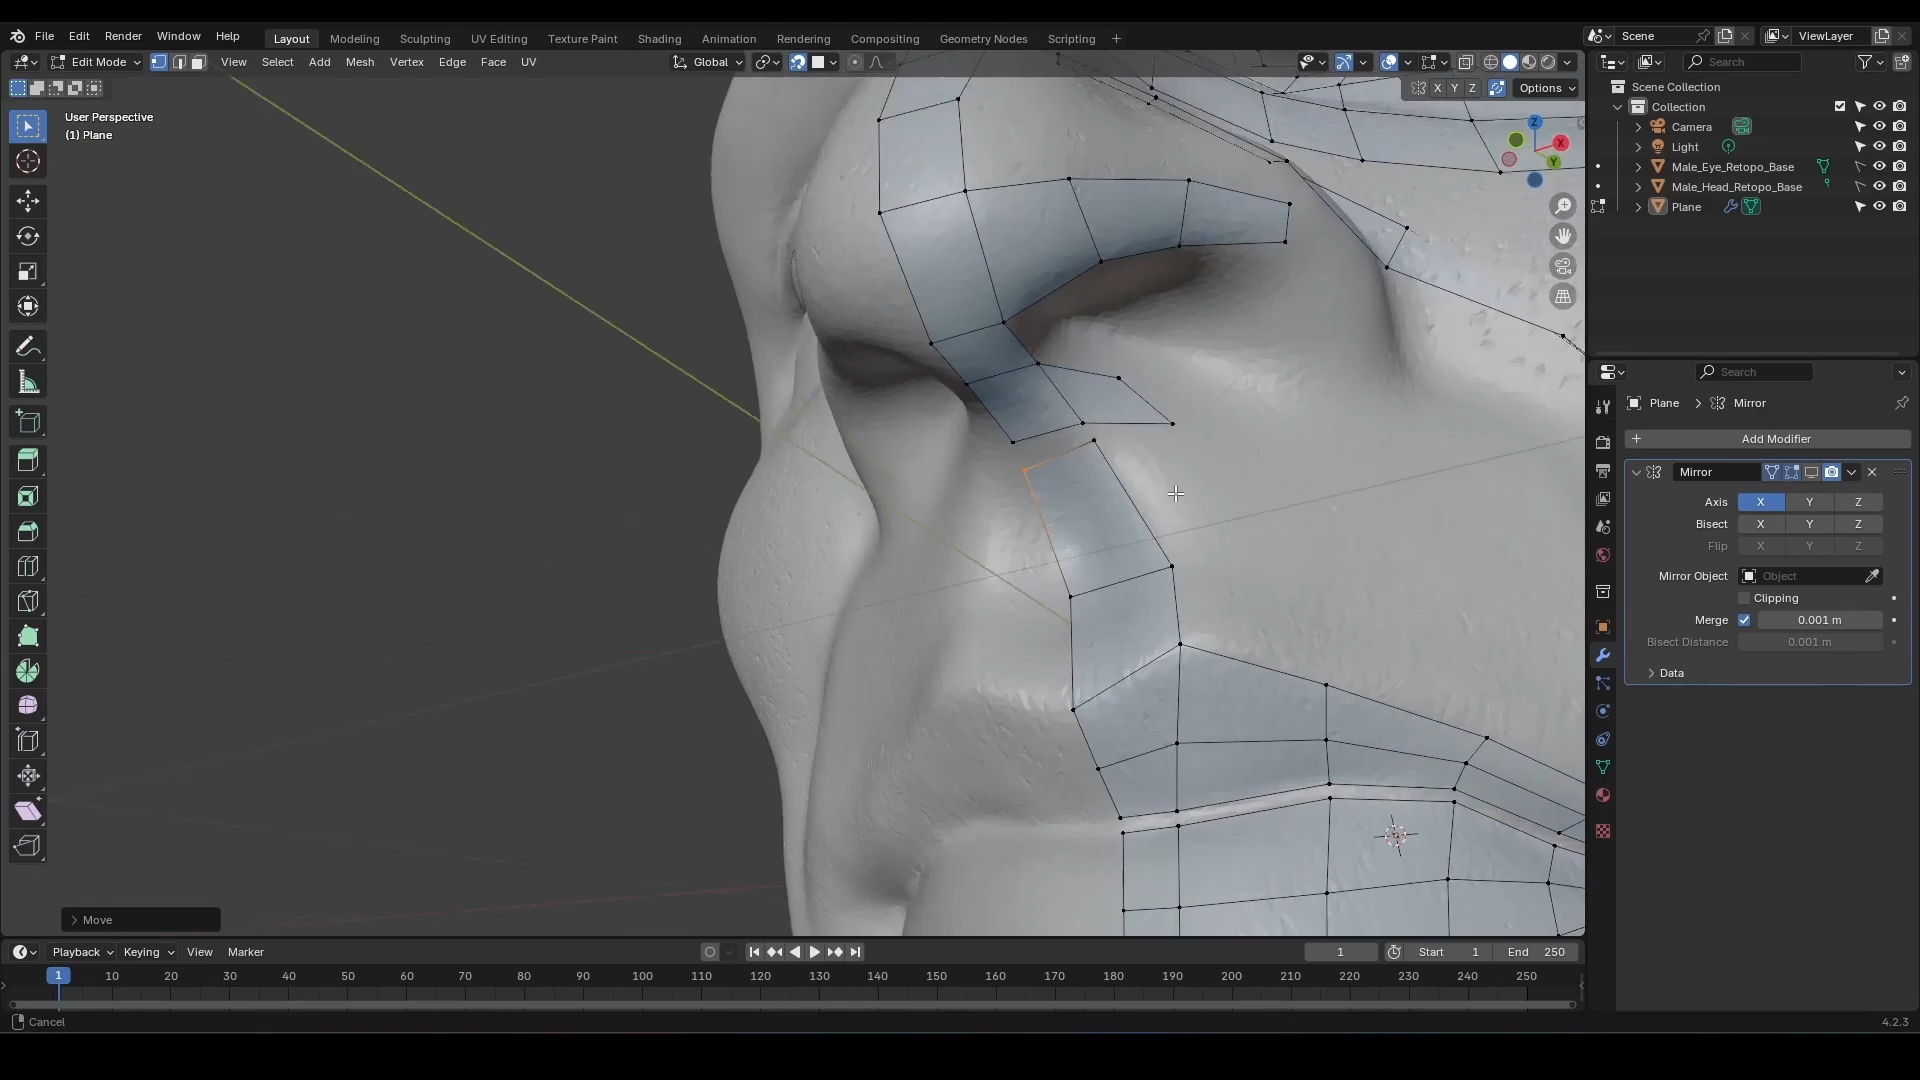 File Edit Render Window Help Layout Modeling Sculpting UV Editing Texture Paint Shading Animation Rendering Compositing Geometry Nodes Scripting + Scene ViewLayer
Edit Mode View Select Add Mesh Vertex Edge Face UV Global Search
X Y Z Options
User Perspective
(1) Plane
Z
X
Y
Scene Collection
Collection
Camera
Light
Male_Eye_Retopo_Base
Male_Head_Retopo_Base
Plane
Search
Plane > Mirror
+ Add Modifier
Mirror
Axis X Y Z
Bisect X Y Z
Flip X Y Z
Mirror Object Object
Clipping
Merge 0.001 m
Bisect Distance 0.001 m
> Data
> Move
Playback Keying View Marker 1 Start 1 End 250
1 10 20 30 40 50 60 70 80 90 100 110 120 130 140 150 160 170 180 190 200 210 220 230 240 250
Cancel 4.2.3